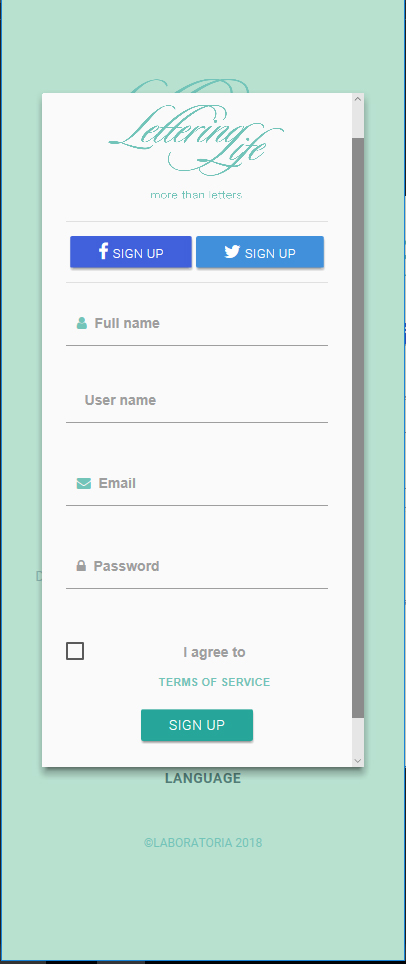 Lettering
Life
more than letters
SIGN UP
SIGN UP
Full name
User name
Email
Password
I agree to
TERMS OF SERVICE
SIGN UP
LANGUAGE
©LABORATORIA 2018